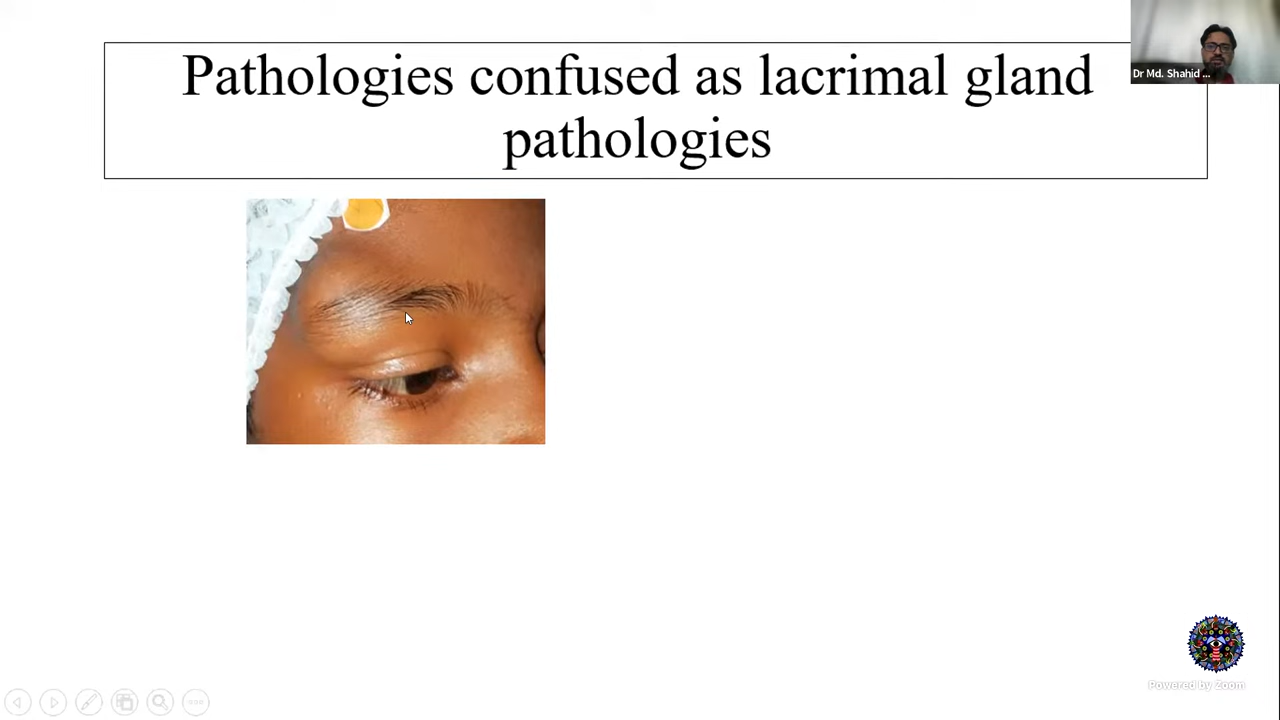 Pathologies confused as lacrimal gland
pathologies
Dr Md. Shahid ...
Powered by Zoom